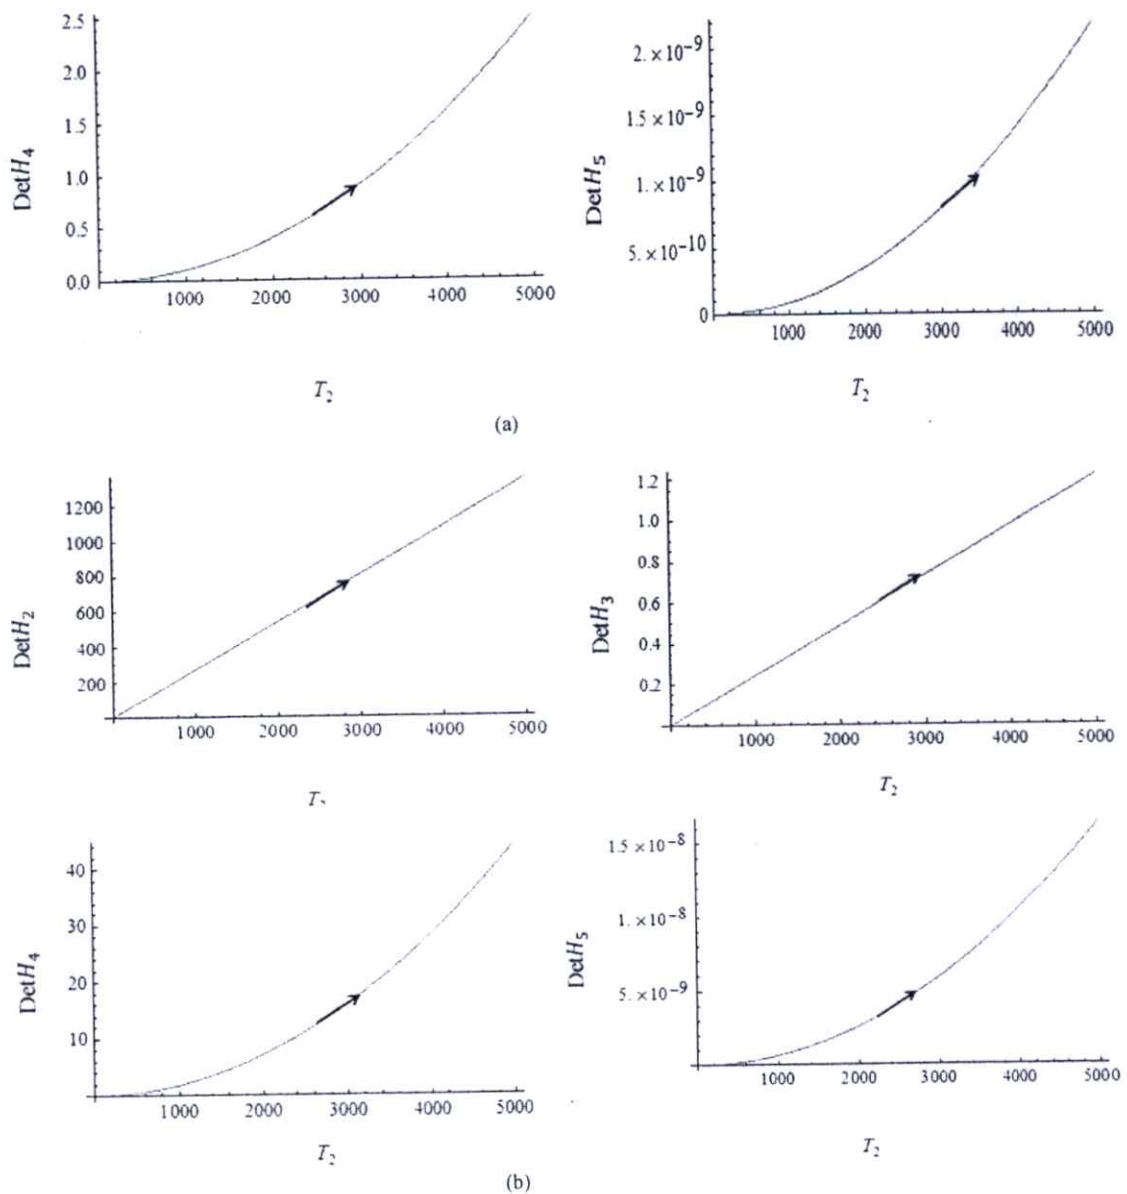 2.5
2.0
1.5
1.0
0.5
0.0
1000 2000 3000 4000 5000
DetH₄
T₂
2. ×10⁻⁹
1.5 ×10⁻⁹
1. ×10⁻⁹
5. ×10⁻¹⁰
0
1000 2000 3000 4000 5000
DetH₅
T₂
(a)
1200
1000
800
600
400
200
1000 2000 3000 4000 5000
DetH₂
1.2
1.0
0.8
0.6
0.4
0.2
1000 2000 3000 4000 5000
DetH₃
T₂
40
30
20
10
1000 2000 3000 4000 5000
DetH₄
T₂
1.5 ×10⁻⁸
1. ×10⁻⁸
5. ×10⁻⁹
1000 2000 3000 4000 5000
DetH₅
T₂
(b)